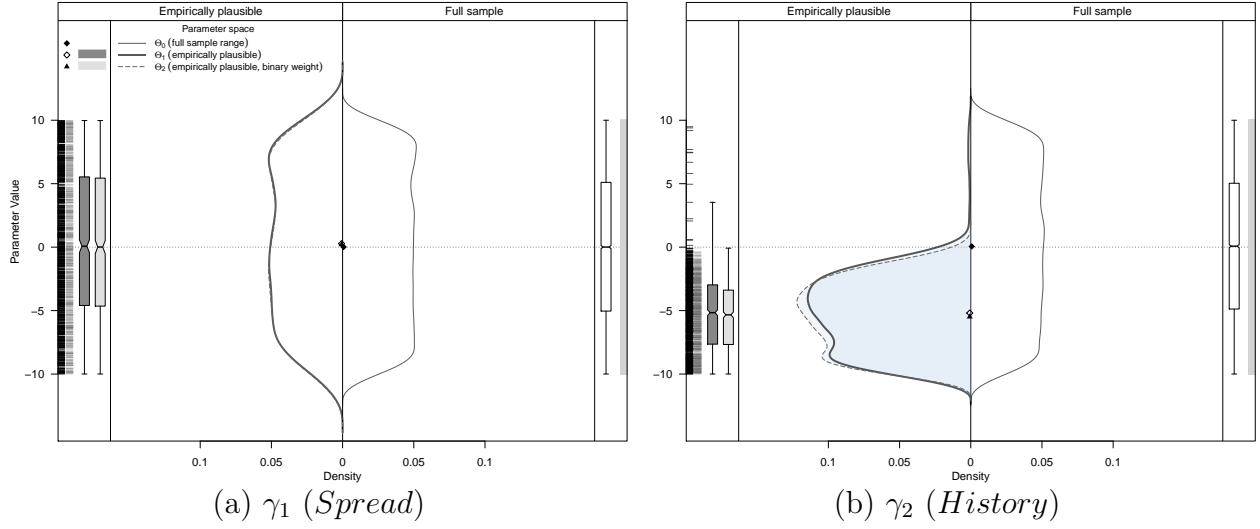 Empirically plausible
Full sample
Parameter space
Θ0 (full sample range)
Θ1 (empirically plausible)
Θ2 (empirically plausible, binary weight)
Parameter Value
10
5
0
−5
−10
0.1
0.05
0
0.05
0.1
Density
(a) γ1 (Spread)
Empirically plausible
Full sample
10
5
0
−5
−10
0.1
0.05
0
0.05
0.1
Density
(b) γ2 (History)